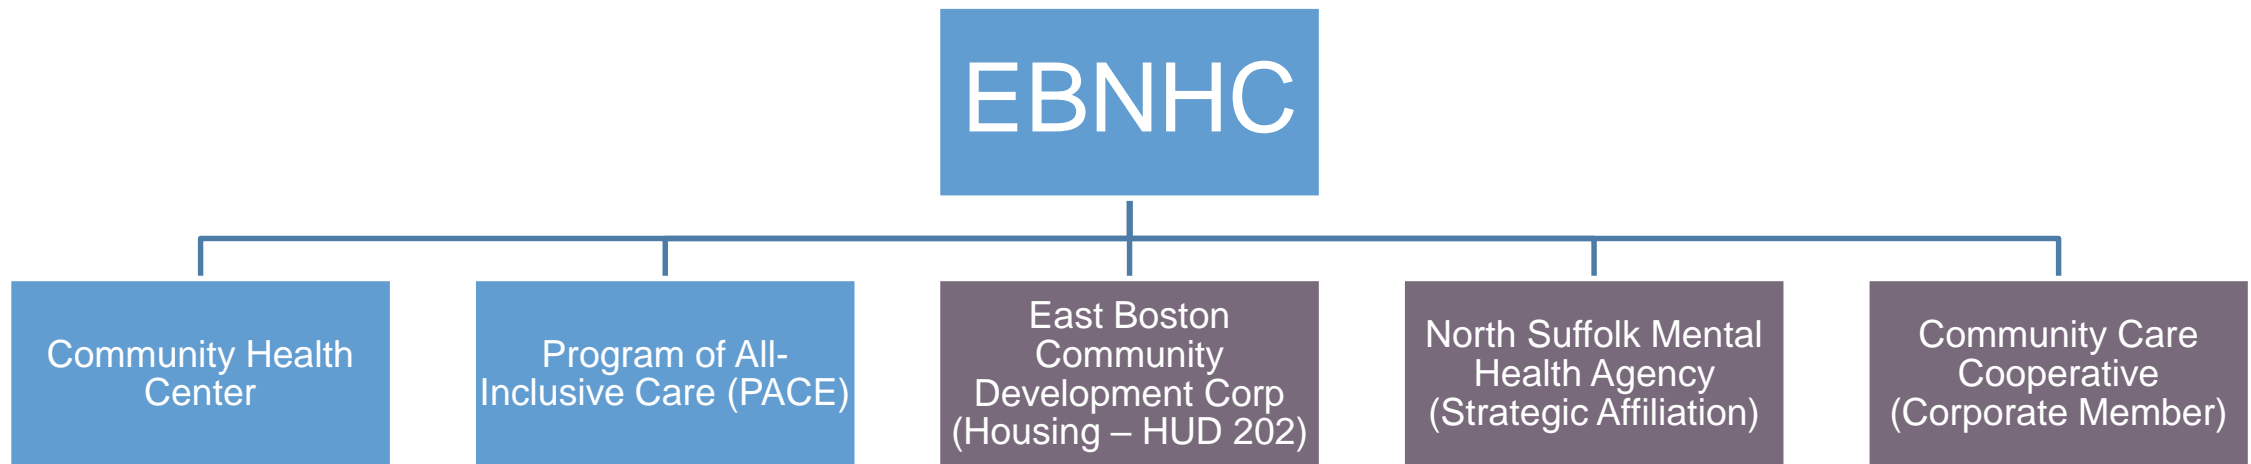 EBNHC
Community Health
Center
Program of All-
Inclusive Care (PACE)
East Boston
Community
Development Corp
(Housing – HUD 202)
North Suffolk Mental
Health Agency
(Strategic Affiliation)
Community Care
Cooperative
(Corporate Member)